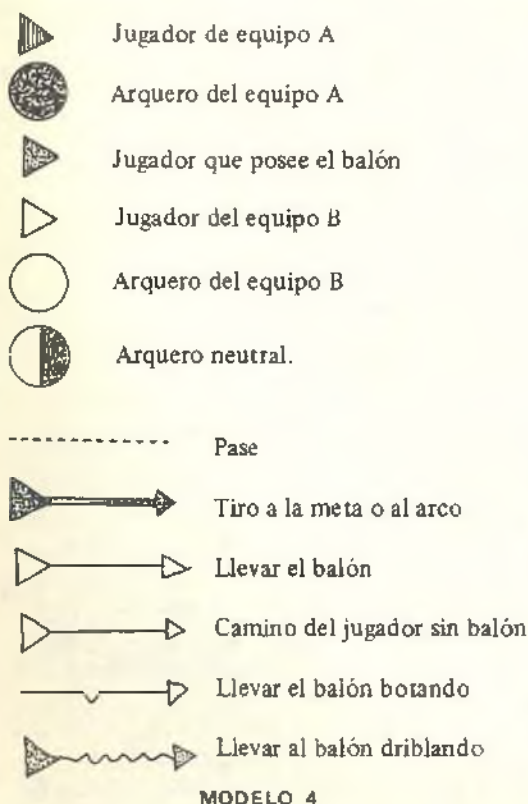 Jugador de equipo A
Arquero del equipo A
Jugador que posee el balón
Jugador del equipo B
Arquero del equipo B
Arquero neutral.
Pase
Tiro a la meta o al arco
Llevar el balón
Camino del jugador sin balón
Llevar el balón botando
Llevar al balón driblando
MODELO 4